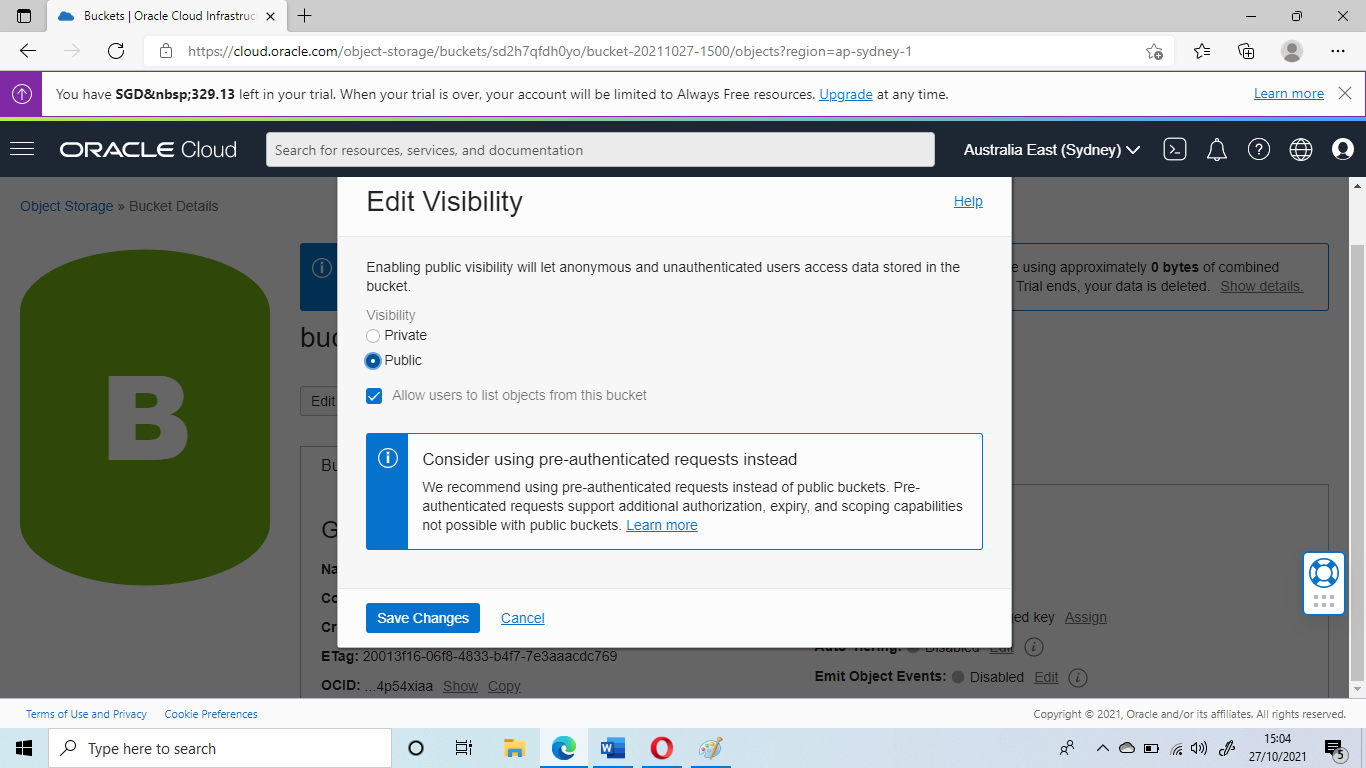 Buckets | Oracle Cloud Infrastruc
https://cloud.oracle.com/object-storage/buckets/sd2h7qfdh0yo/bucket-20211027-1500/objects?region=ap-sydney-1
You have SGD&nbsp;329.13 left in your trial. When your trial is over, your account will be limited to Always Free resources. Upgrade at any time.
Learn more
ORACLE Cloud
Search for resources, services, and documentation
Australia East (Sydney)
Object Storage » Bucket Details
Edit Visibility
Help
Enabling public visibility will let anonymous and unauthenticated users access data stored in the
bucket.
e using approximately 0 bytes of combined
Trial ends, your data is deleted. Show details.
Visibility
Private
buc
Public
B
Edit
Allow users to list objects from this bucket
Bu
Consider using pre-authenticated requests instead
We recommend using pre-authenticated requests instead of public buckets. Pre-
authenticated requests support additional authorization, expiry, and scoping capabilities
not possible with public buckets. Learn more
G
Na
Co
Cr
Save Changes
Cancel
ed key Assign
ETag: 20013f16-06f8-4833-b4f7-7e3aaacdc769
Auto-Tiering: Disabled Edit
OCID: ...4p54xiaa Show Copy
Emit Object Events: Disabled Edit
Terms of Use and Privacy
Cookie Preferences
Copyright © 2021, Oracle and/or its affiliates. All rights reserved.
Type here to search
15:04
27/10/2021
5